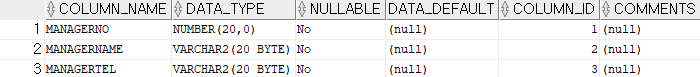 COLUMN_NAME DATA_TYPE NULLABLE DATA_DEFAULT COLUMN_ID COMMENTS
1 MANAGERNO NUMBER(20,0) No (null) 1 (null)
2 MANAGERNAME VARCHAR2(20 BYTE) No (null) 2 (null)
3 MANAGERTEL VARCHAR2(20 BYTE) No (null) 3 (null)